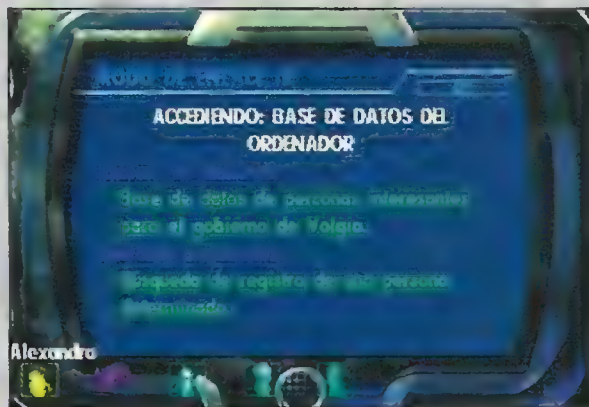 ACCEDIENDO: BASE DE DATOS DEL
ORDENADOR
Base de datos de personas interesantes
para el gobierno de Volgia.
Búsqueda de registro de una persona
Alexandra